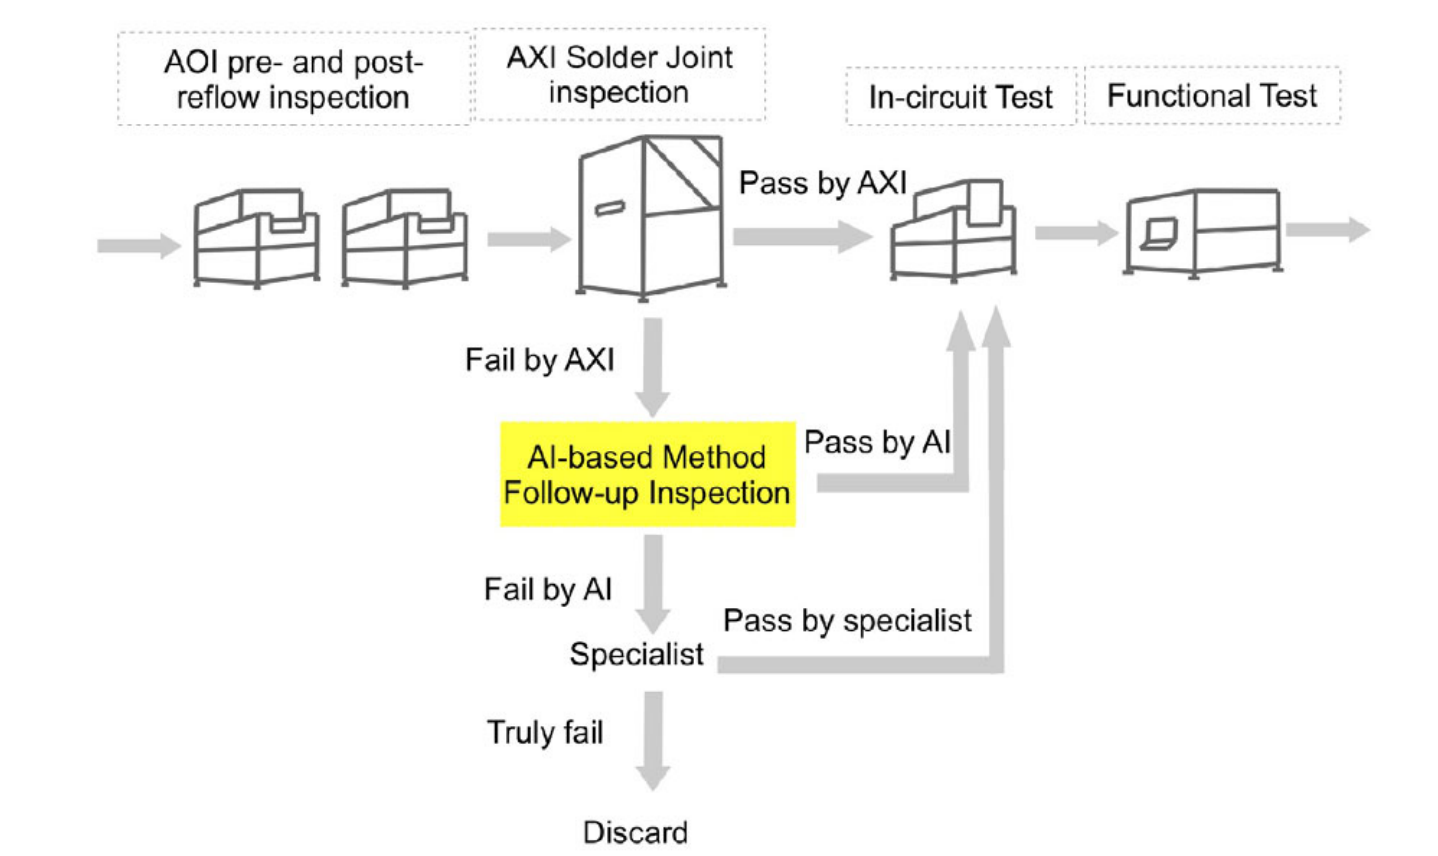 AOI pre- and post-
reflow inspection
AXI Solder Joint
inspection
In-circuit Test
Functional Test
Pass by AXI
Fail by AXI
AI-based Method
Follow-up Inspection
Pass by AI
Fail by AI
Pass by specialist
Specialist
Truly fail
Discard